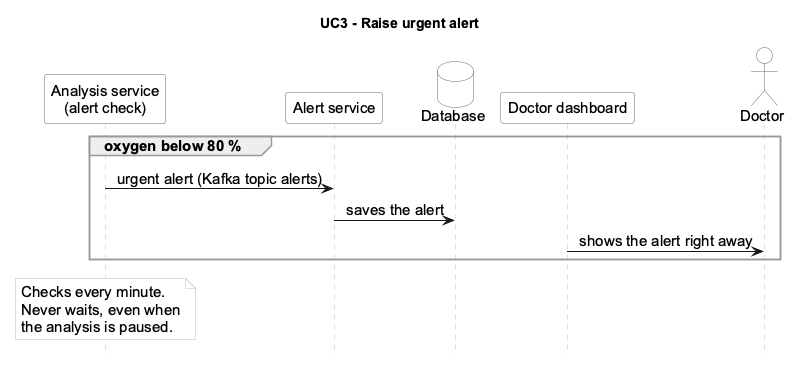 UC3 - Raise urgent alert
Analysis service
(alert check)
Alert service
Database
Doctor dashboard
Doctor
oxygen below 80 %
urgent alert (Kafka topic alerts)
saves the alert
shows the alert right away
Checks every minute.
Never waits, even when
the analysis is paused.